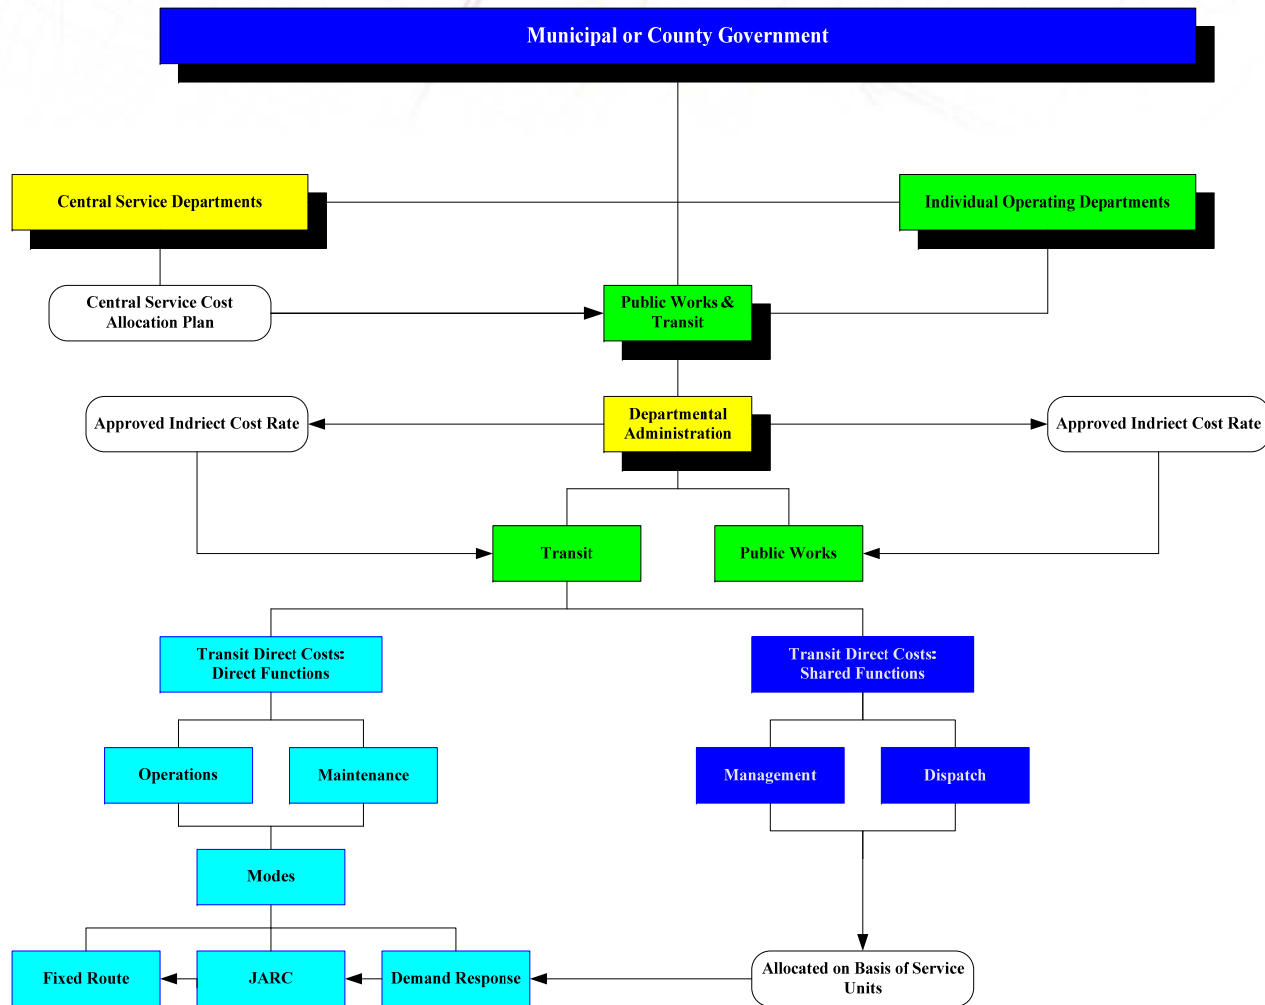 Municipal or County Government
Central Service Departments
Individual Operating Departments
Central Service Cost
Allocation Plan
Public Works &
Transit
Approved Indriect Cost Rate
Departmental
Administration
Approved Indriect Cost Rate
Transit
Public Works
Transit Direct Costs:
Direct Functions
Transit Direct Costs:
Shared Functions
Operations
Maintenance
Management
Dispatch
Modes
Fixed Route
JARC
Demand Response
Allocated on Basis of Service
Units